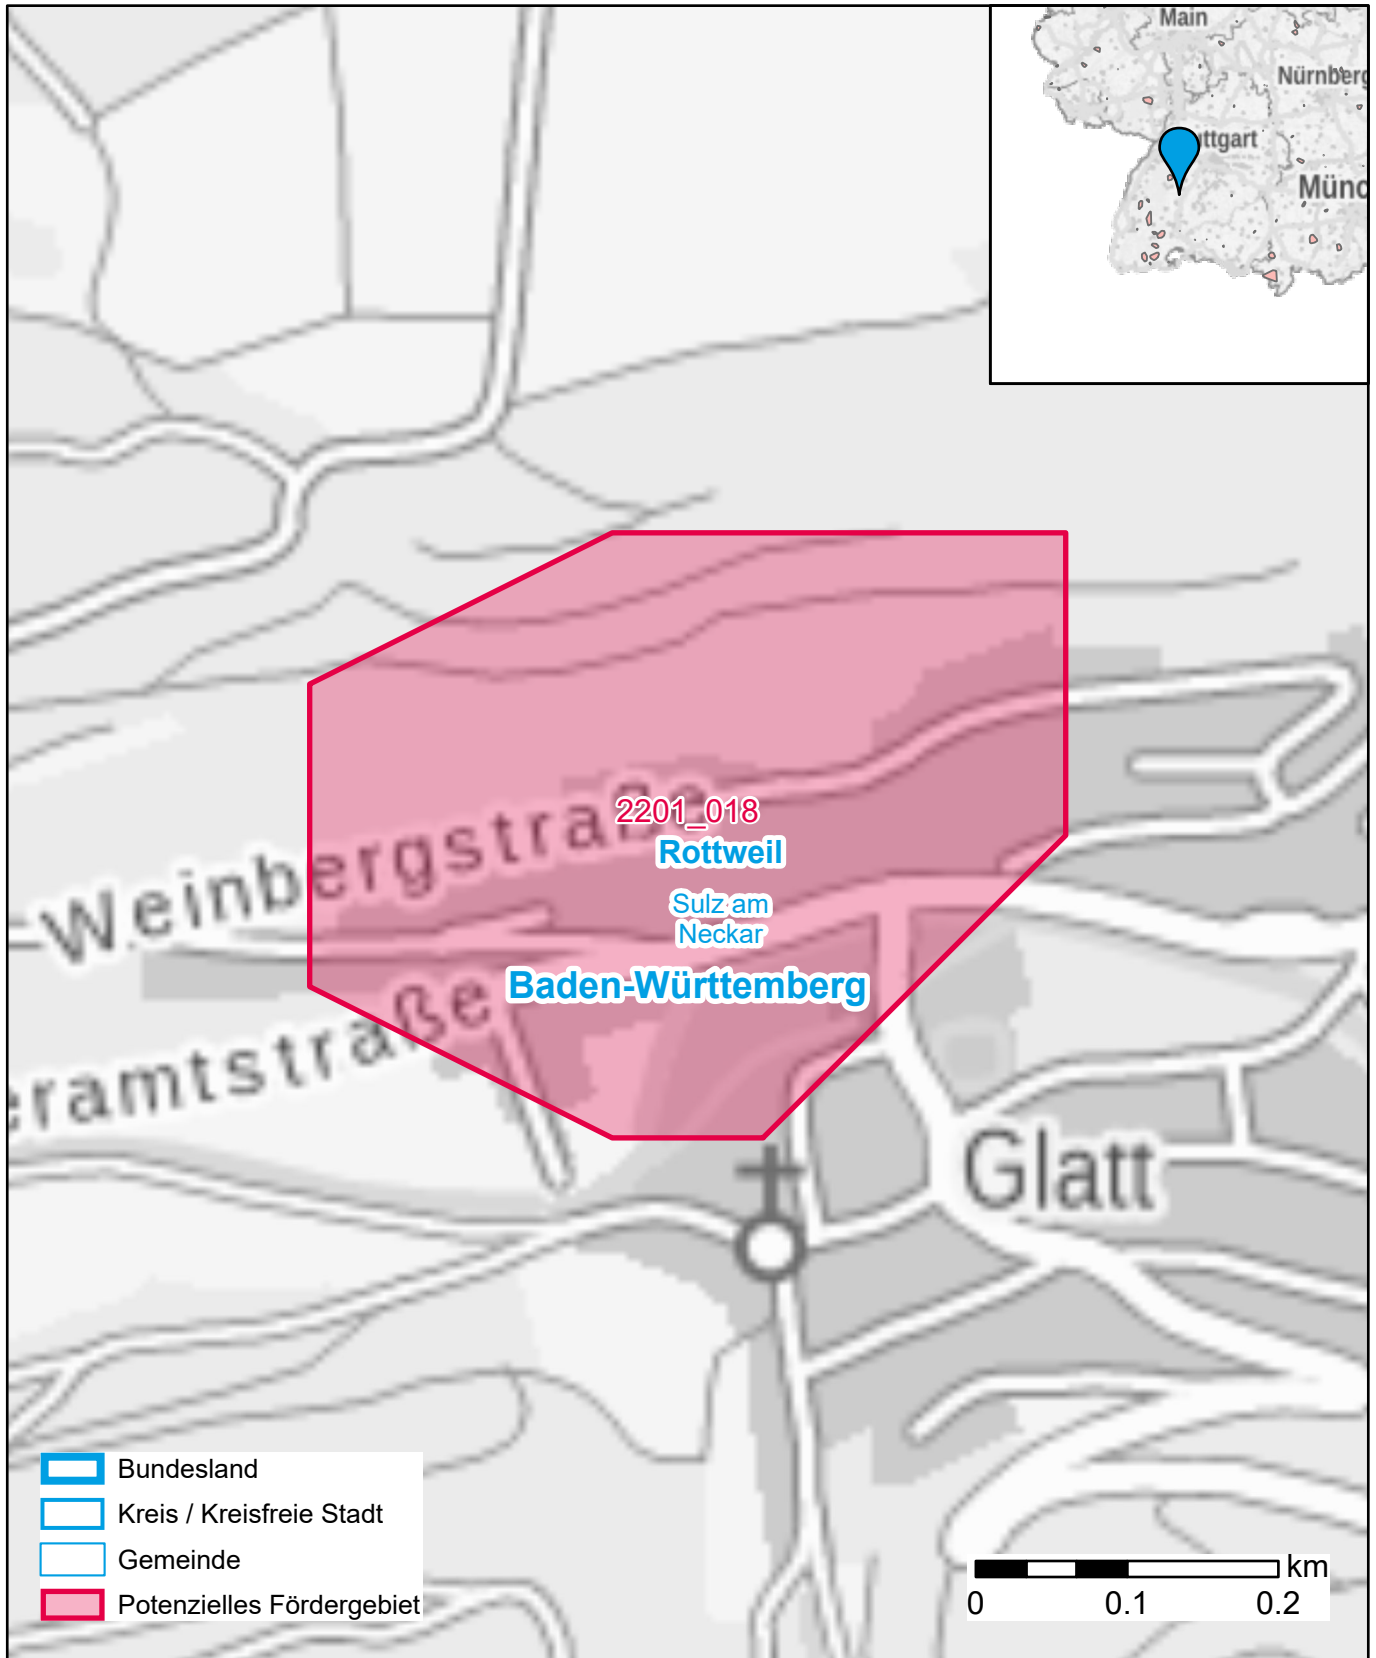 Main
Nürnberg
ttgart
Münc
Weinbergstraße
2201_018
Rottweil
Sulz am
Neckar
Baden-Württemberg
eramtstraße
Glatt
Bundesland
Kreis / Kreisfreie Stadt
Gemeinde
Potenzielles Fördergebiet
km
0 0.1 0.2